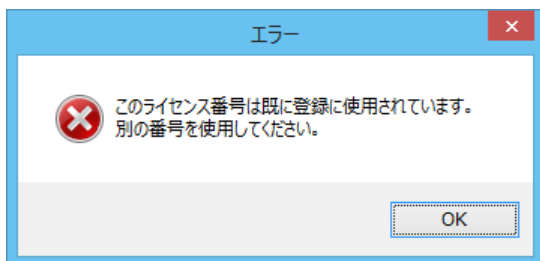 エラー
このライセンス番号は既に登録に使用されています。
別の番号を使用してください。
OK